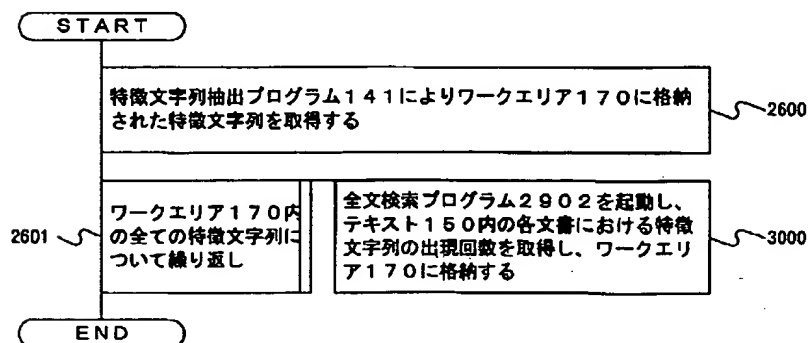 START
特徴文字列抽出プログラム141によりワークエリア170に格納
された特徴文字列を取得する
2600
2601
ワークエリア170内
の全ての特徴文字列に
ついて繰り返し
全文検索プログラム2902を起動し、
テキスト150内の各文書における特徴
文字列の出現回数を取得し、ワークエリ
ア170に格納する
3000
END